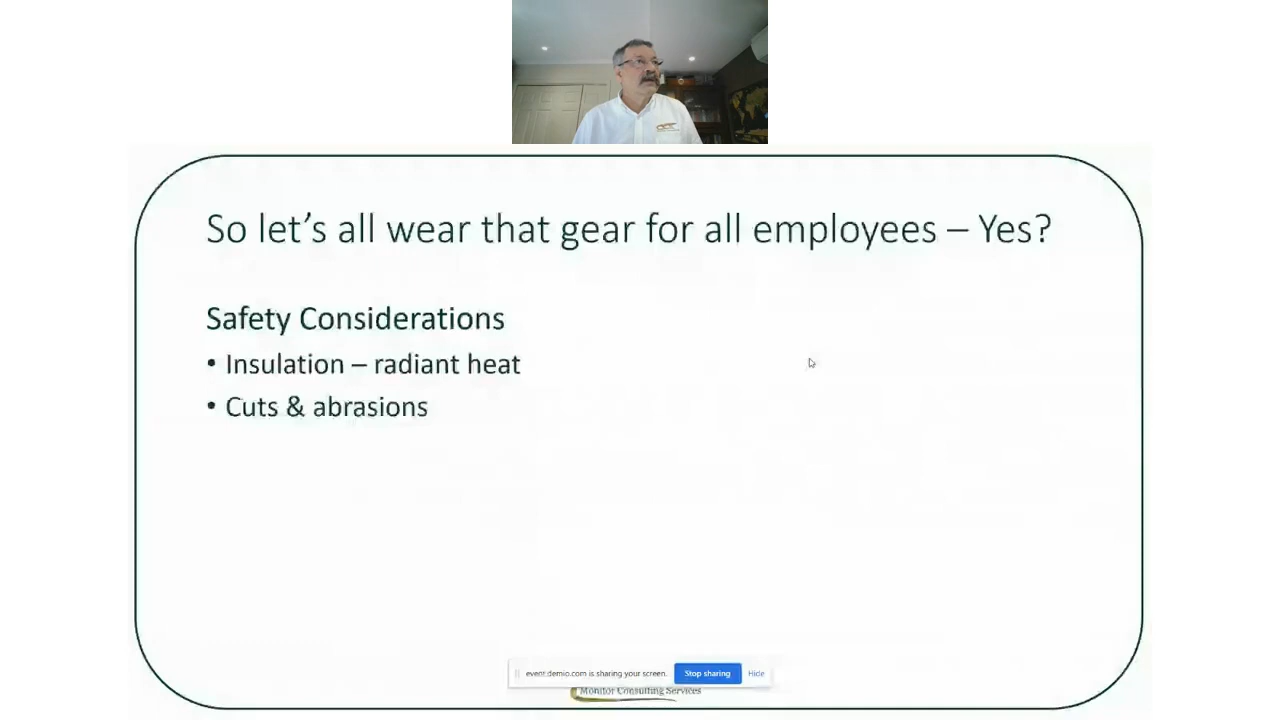 So let's all wear that gear for all employees – Yes?
Safety Considerations
• Insulation – radiant heat
• Cuts & abrasions
event.demio.com is sharing your screen.
Stop sharing
Hide
Monitor Consulting Services